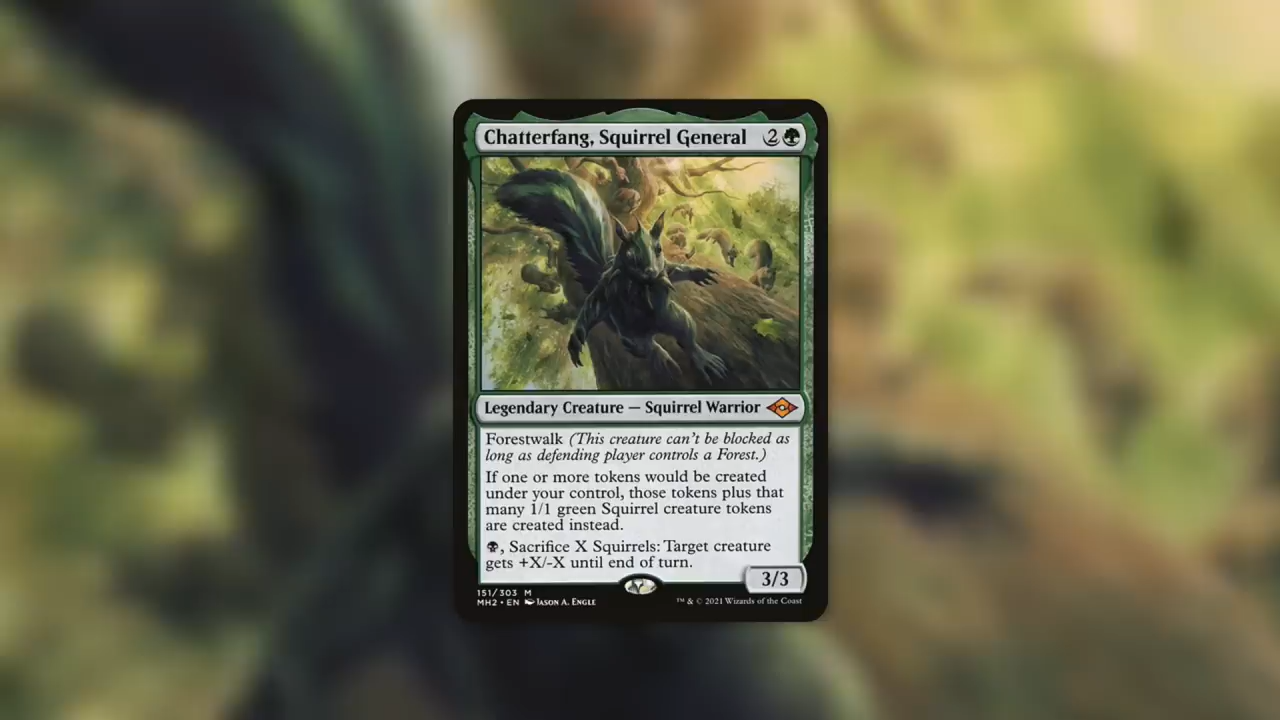 Chatterfang, Squirrel General 2
Legendary Creature — Squirrel Warrior
Forestwalk (This creature can't be blocked as
long as defending player controls a Forest.)
If one or more tokens would be created
under your control, those tokens plus that
many 1/1 green Squirrel creature tokens
are created instead.
, Sacrifice X Squirrels: Target creature
gets +X/-X until end of turn.
3/3
151/303 M
MH2 • EN Jason A. Engle
™ & © 2021 Wizards of the Coast